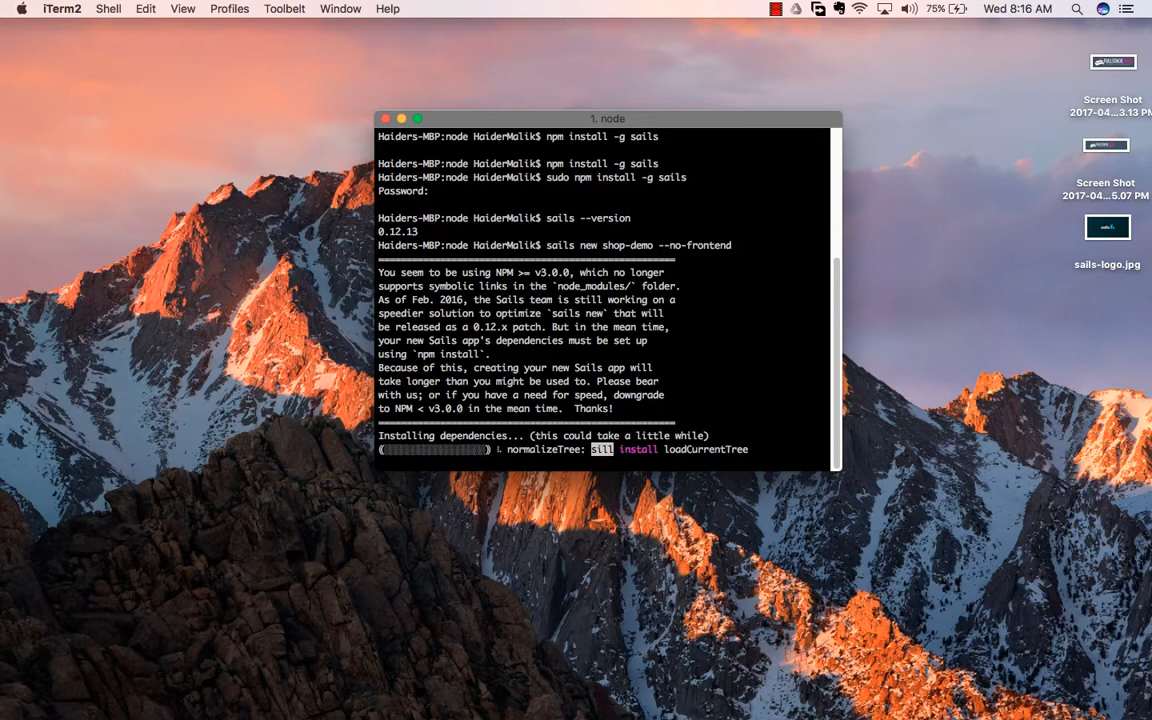 iTerm2 Shell Edit View Profiles Toolbelt Window Help 75% Wed 8:16 AM
Screen Shot
2017-04...3.13 PM
Screen Shot
2017-04...5.07 PM
sails-logo.jpg
1. node
Haiders-MBP:node HaiderMalik$ npm install -g sails
Haiders-MBP:node HaiderMalik$ npm install -g sails
Haiders-MBP:node HaiderMalik$ sudo npm install -g sails
Password:
Haiders-MBP:node HaiderMalik$ sails --version
0.12.13
Haiders-MBP:node HaiderMalik$ sails new shop-demo --no-frontend
You seem to be using NPM >= v3.0.0, which no longer
supports symbolic links in the `node_modules/` folder.
As of Feb. 2016, the Sails team is still working on a
speedier solution to optimize `sails new` that will
be released as a 0.12.x patch. But in the mean time,
your new Sails app's dependencies must be set up
using `npm install`.
Because of this, creating your new Sails app will
take longer than you might be used to. Please bear
with us; or if you have a need for speed, downgrade
to NPM < v3.0.0 in the mean time.  Thanks!
Installing dependencies... (this could take a little while)
normalizeTree: sill install loadCurrentTree